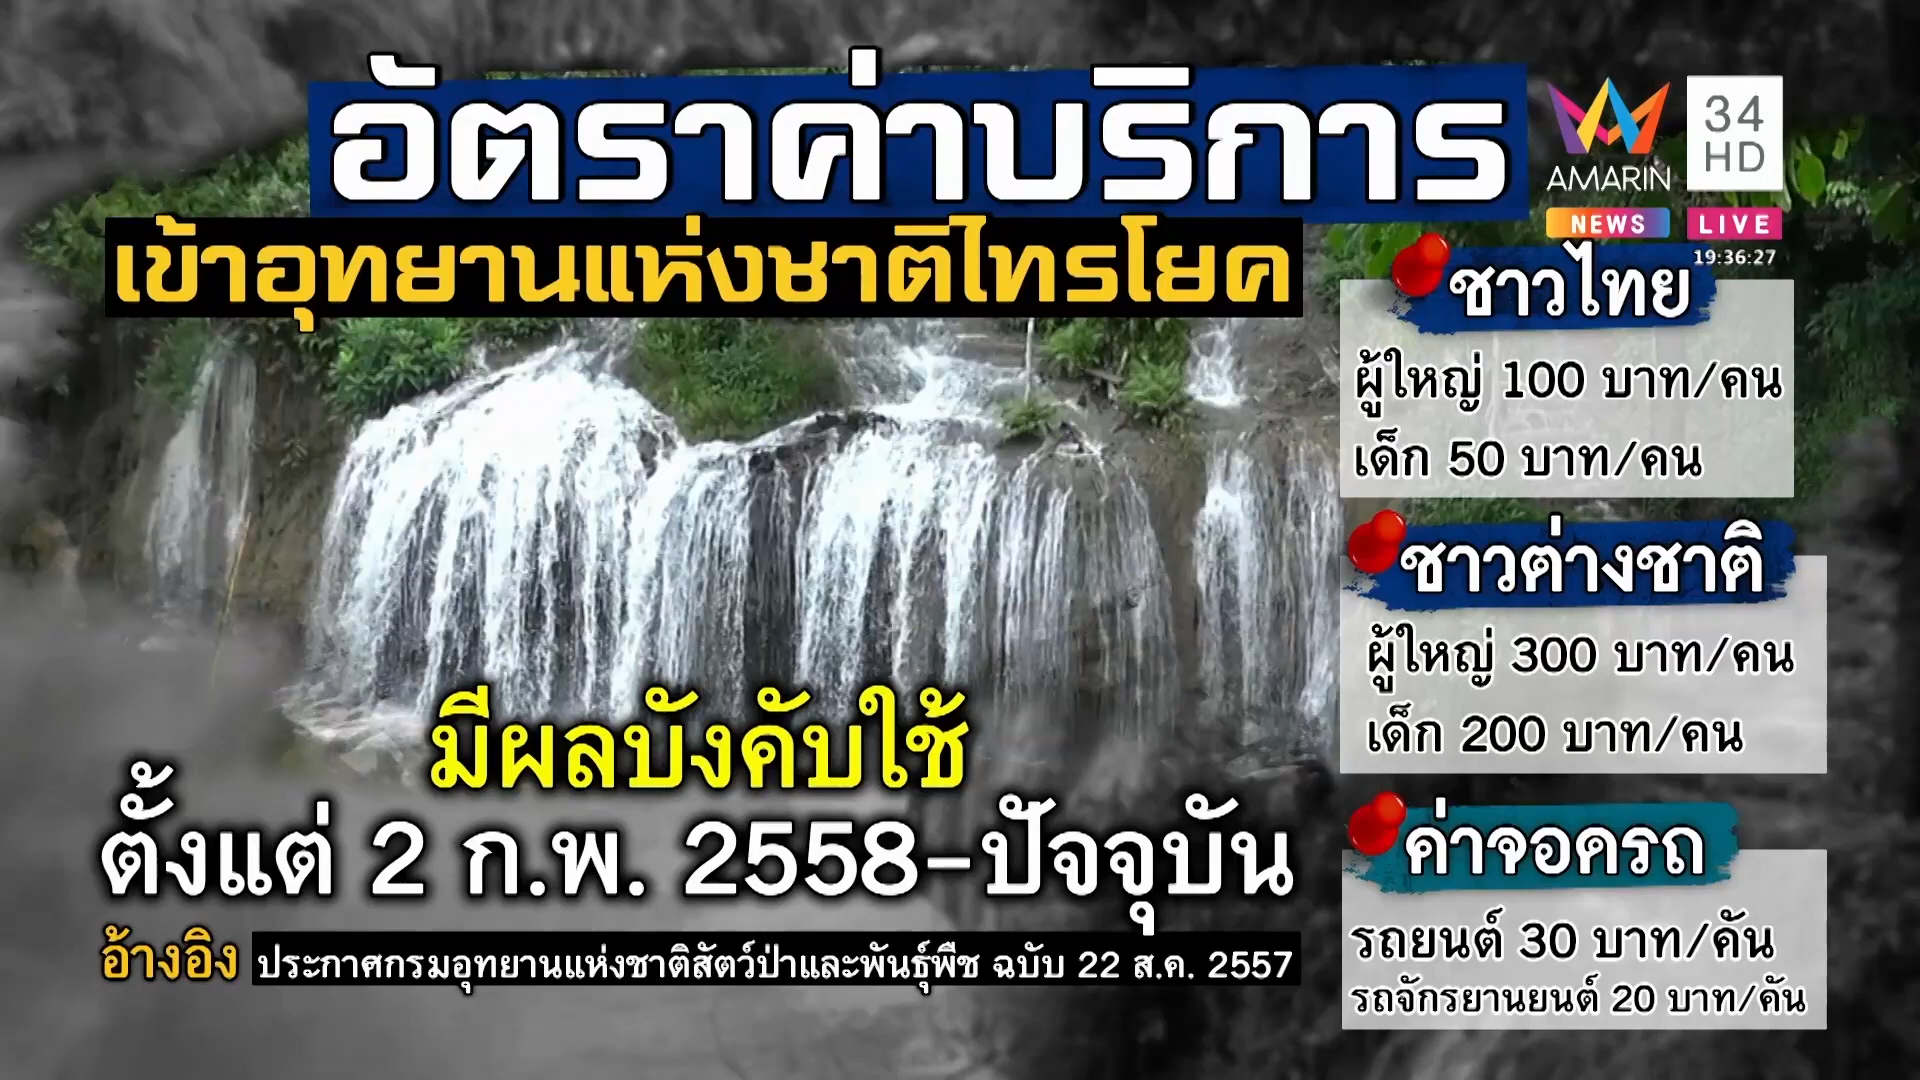 อัตราค่าบริการ
เข้าอุทยานแห่งชาติไทรโยค
AMARIN
34
HD
NEWS
LIVE
19:36:27
ชาวไทย
ผู้ใหญ่ 100 บาท/คน
เด็ก 50 บาท/คน
ชาวต่างชาติ
ผู้ใหญ่ 300 บาท/คน
เด็ก 200 บาท/คน
มีผลบังคับใช้
ตั้งแต่ 2 ก.พ. 2558-ปัจจุบัน
อ้างอิง ประกาศกรมอุทยานแห่งชาติสัตว์ป่าและพันธุ์พืช ฉบับ 22 ส.ค. 2557
ค่าจอดรถ
รถยนต์ 30 บาท/คัน
รถจักรยานยนต์ 20 บาท/คัน